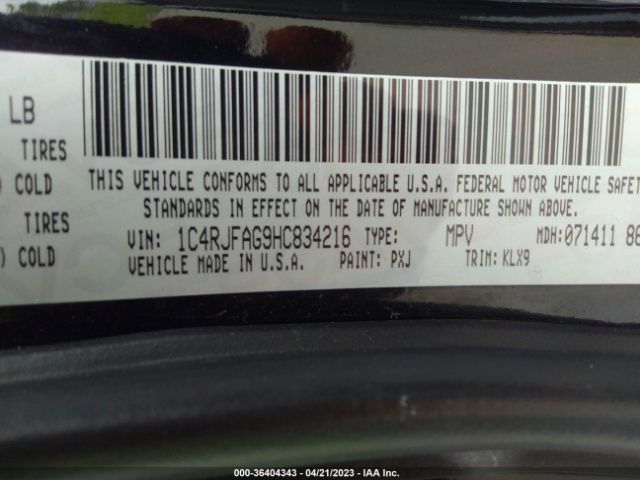 LB
TIRES
) COLD
TIRES
) COLD
THIS VEHICLE CONFORMS TO ALL APPLICABLE U.S.A. FEDERAL MOTOR VEHICLE SAFET
STANDARDS IN EFFECT ON THE DATE OF MANUFACTURE SHOWN ABOVE.
VIN: 1C4RJFAG9HC834216 TYPE: MPV MDH:071411 86
VEHICLE MADE IN U.S.A. PAINT: PXJ TRIM: KLX9
000-36404343 - 04/21/2023 - IAA Inc.